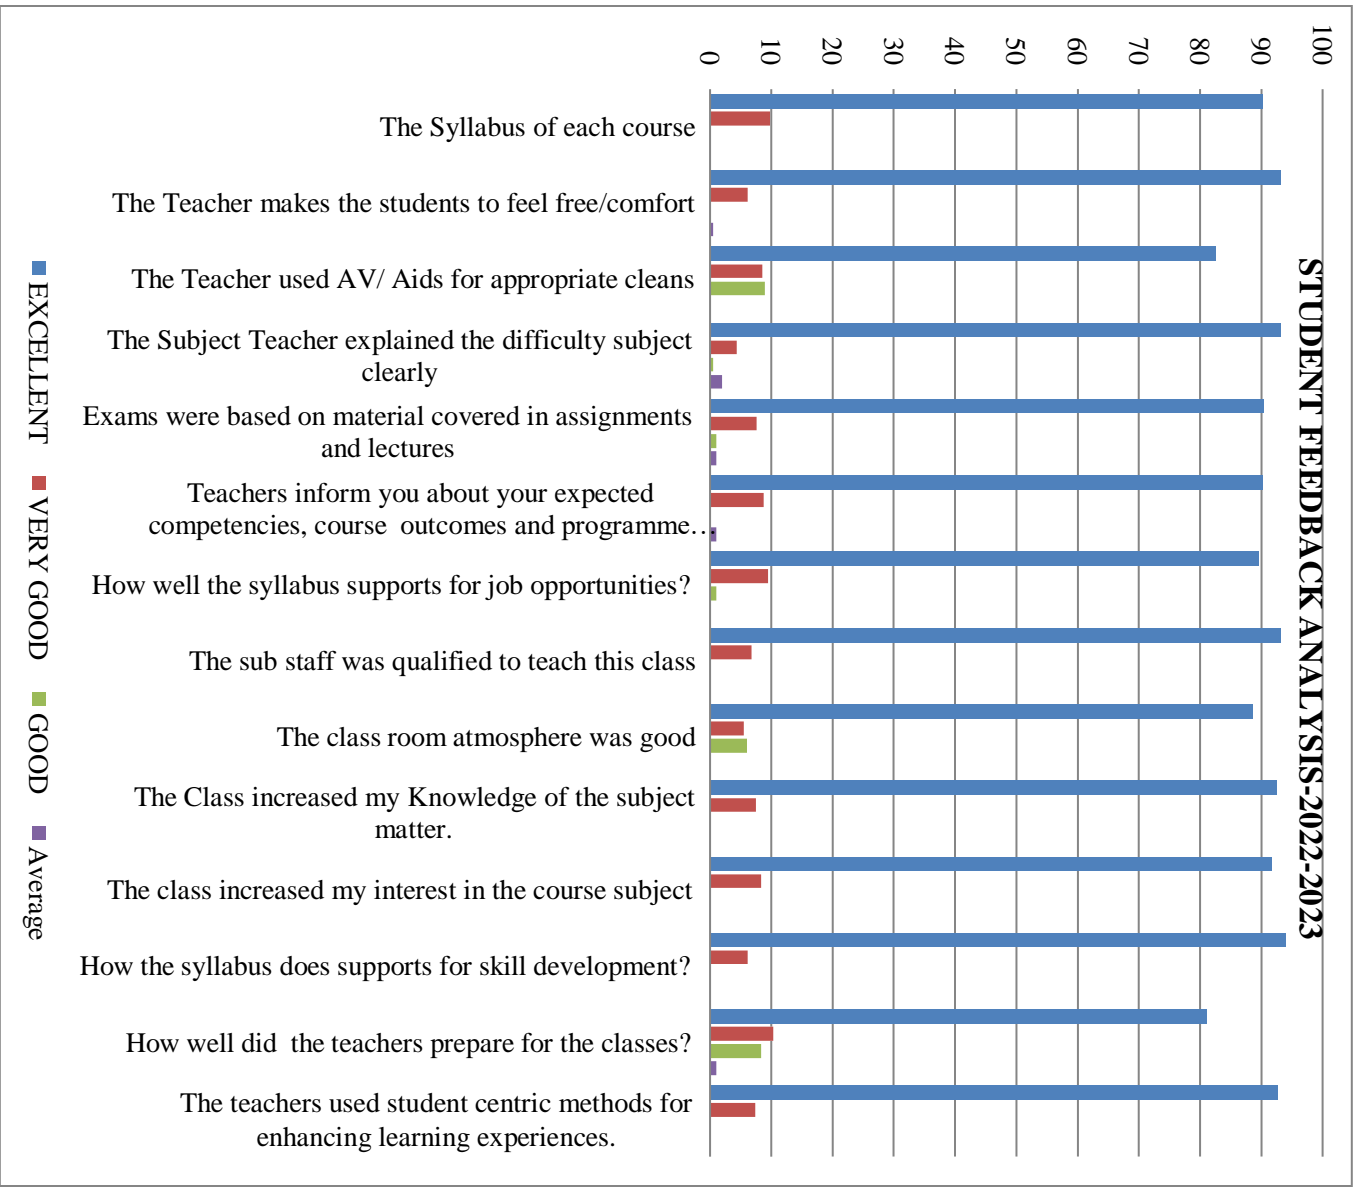 STUDENT FEEDBACK ANALYSIS-2022-2023
0
10
20
30
40
50
60
70
80
90
100
The Syllabus of each course
The Teacher makes the students to feel free/comfort
The Teacher used AV/ Aids for appropriate cleans
The Subject Teacher explained the difficulty subject
clearly
Exams were based on material covered in assignments
and lectures
Teachers inform you about your expected
competencies, course outcomes and programme…
How well the syllabus supports for job opportunities?
The sub staff was qualified to teach this class
The class room atmosphere was good
The Class increased my Knowledge of the subject
matter.
The class increased my interest in the course subject
How the syllabus does supports for skill development?
How well did the teachers prepare for the classes?
The teachers used student centric methods for
enhancing learning experiences.
EXCELLENT
VERY GOOD
GOOD
Average